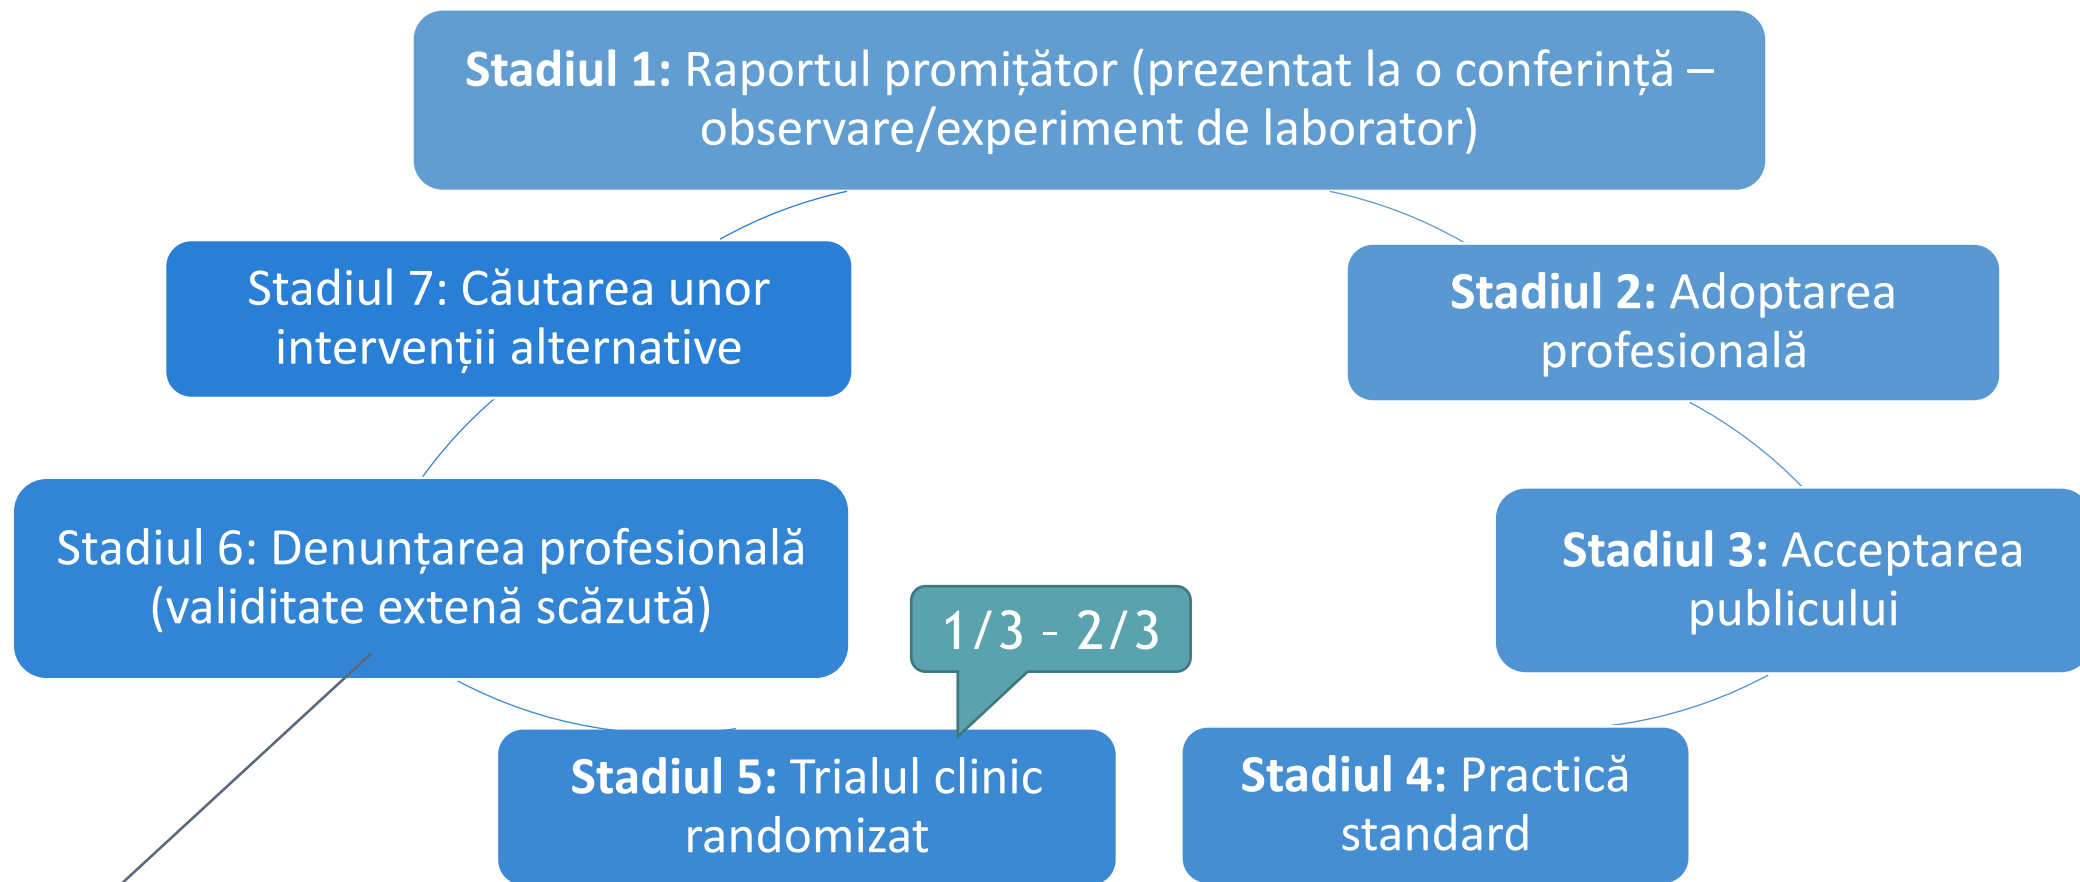 Stadiul 1: Raportul promițător (prezentat la o conferință –
observare/experiment de laborator)
Stadiul 2: Adoptarea
profesională
Stadiul 3: Acceptarea
publicului
Stadiul 4: Practică
standard
1/3 - 2/3
Stadiul 5: Trialul clinic
randomizat
Stadiul 6: Denunțarea profesională
(validitate extenă scăzută)
Stadiul 7: Căutarea unor
intervenții alternative